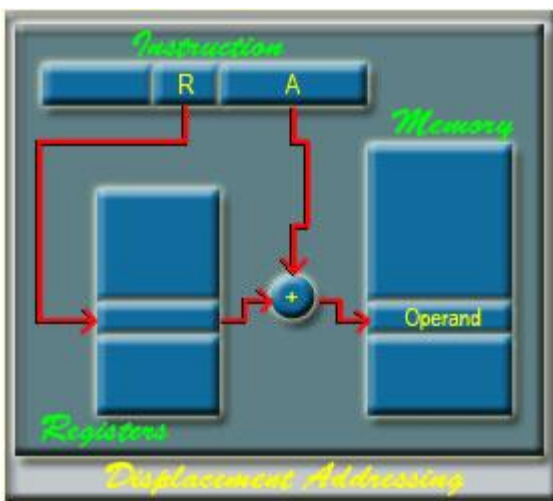 Instruction
R A
Memory
+
Operand
Registers
Displacement Addressing